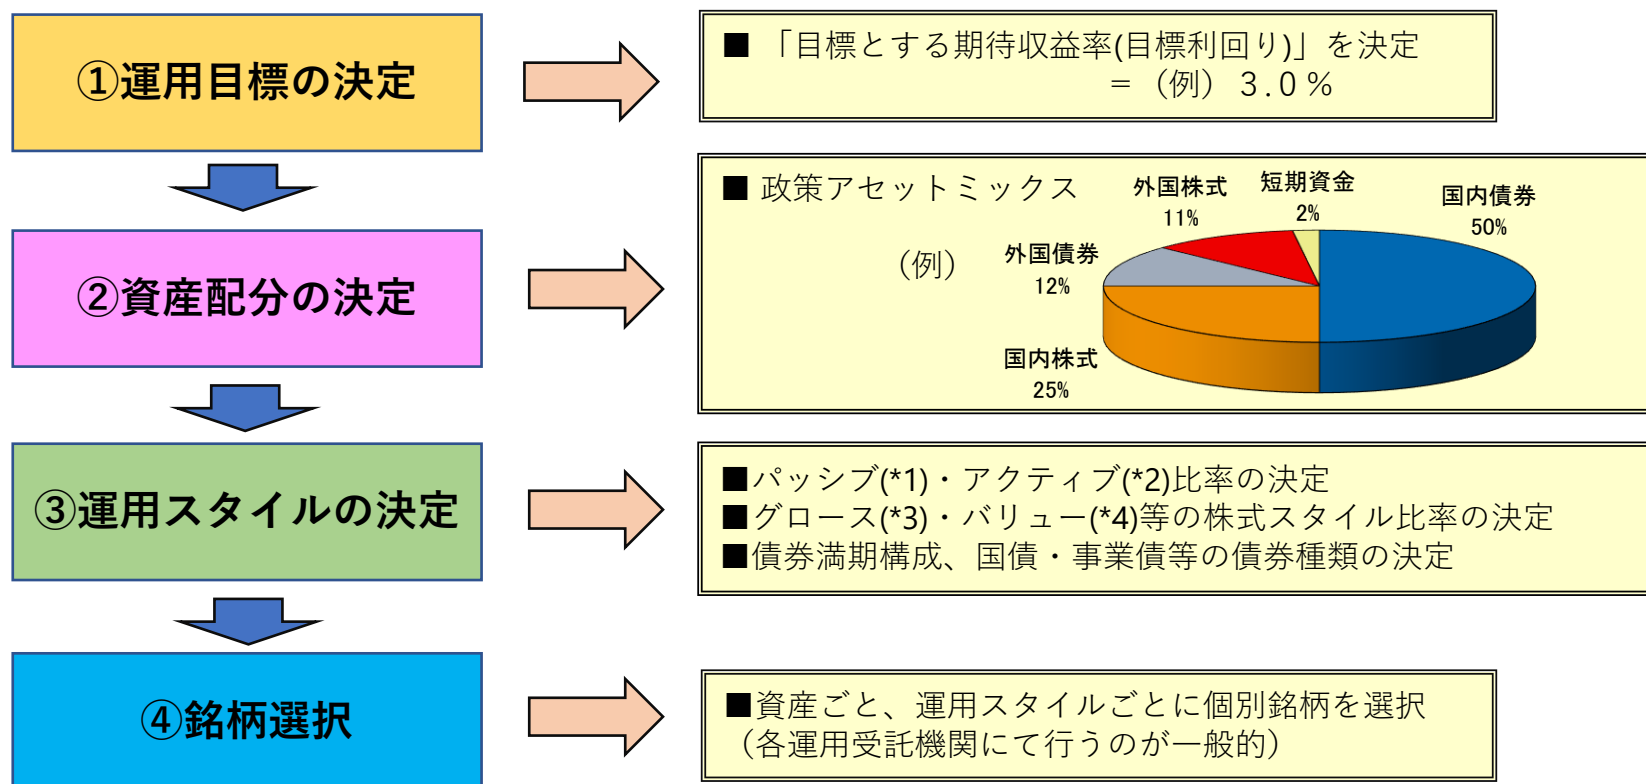 ①運用目標の決定
■ 「目標とする期待収益率(目標利回り)」を決定
=（例）３.０％
②資産配分の決定
■ 政策アセットミックス
（例）
外国株式
11%
短期資金
2%
国内債券
50%
外国債券
12%
国内株式
25%
③運用スタイルの決定
■パッシブ(*1)・アクティブ(*2)比率の決定
■グロース(*3)・バリュー(*4)等の株式スタイル比率の決定
■債券満期構成、国債・事業債等の債券種類の決定
④銘柄選択
■資産ごと、運用スタイルごとに個別銘柄を選択
（各運用受託機関にて行うのが一般的）